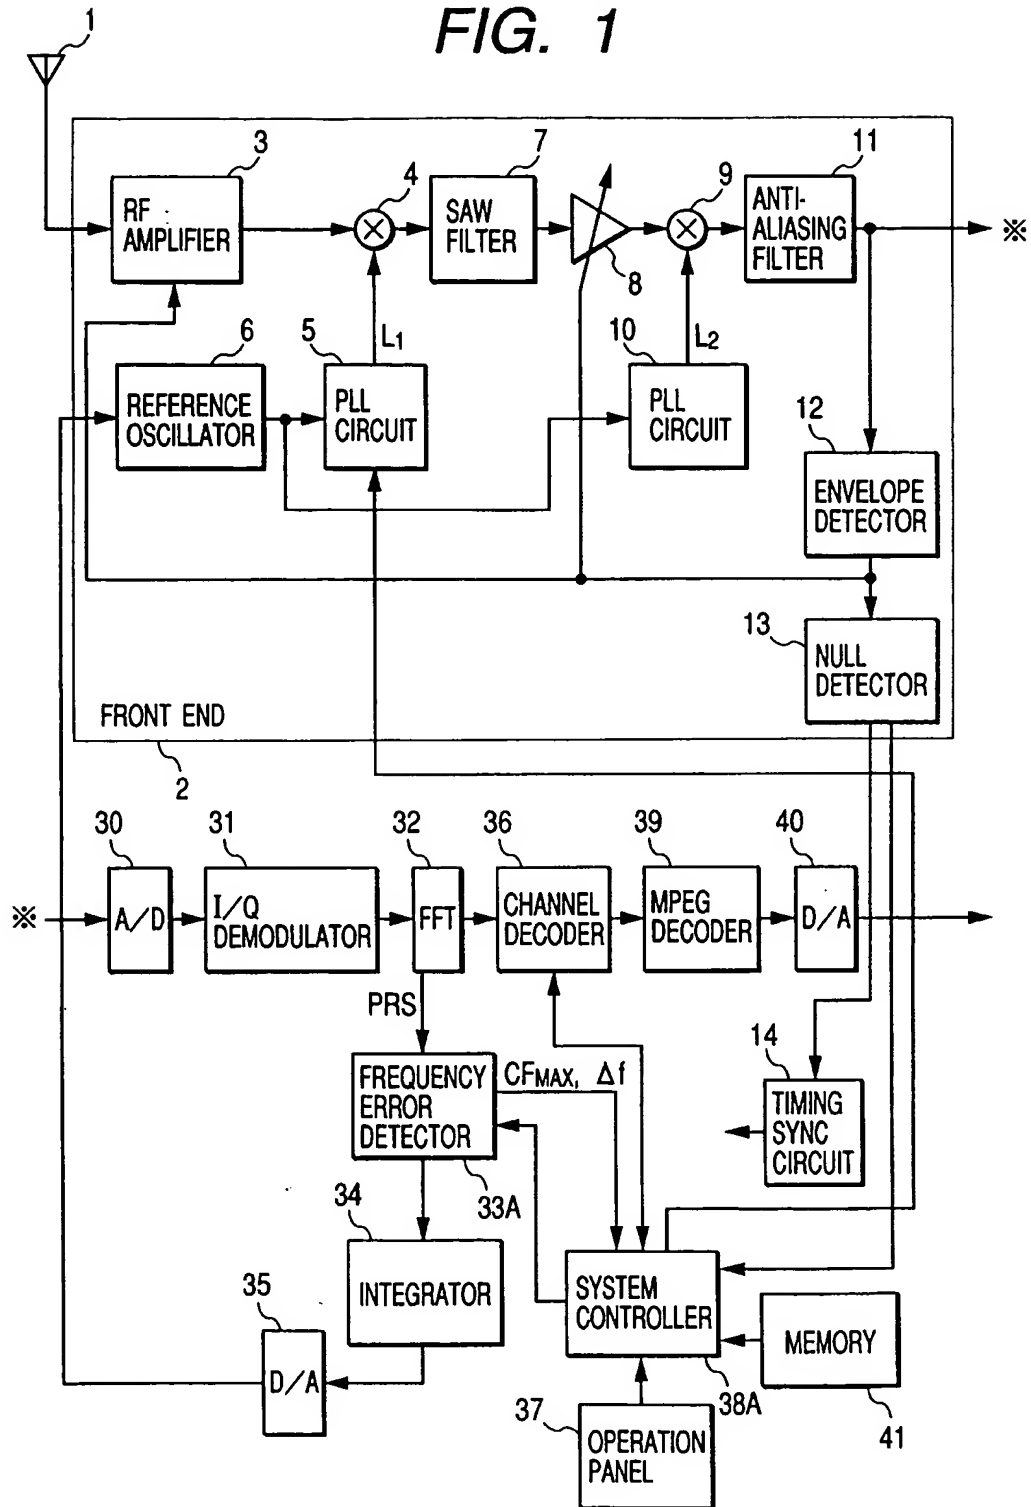 FIG. 1
1
3
RF
AMPLIFIER
4
7
SAW
FILTER
8
9
11
ANTI-
ALIASING
FILTER
※
6
REFERENCE
OSCILLATOR
5
PLL
CIRCUIT
L1
10
PLL
CIRCUIT
L2
12
ENVELOPE
DETECTOR
13
NULL
DETECTOR
FRONT END
2
※
30
A/D
31
I/Q
DEMODULATOR
32
FFT
36
CHANNEL
DECODER
39
MPEG
DECODER
40
D/A
PRS
FREQUENCY
ERROR
DETECTOR
33A
CFMAX, Δf
14
TIMING
SYNC
CIRCUIT
34
INTEGRATOR
35
D/A
SYSTEM
CONTROLLER
38A
MEMORY
41
37
OPERATION
PANEL